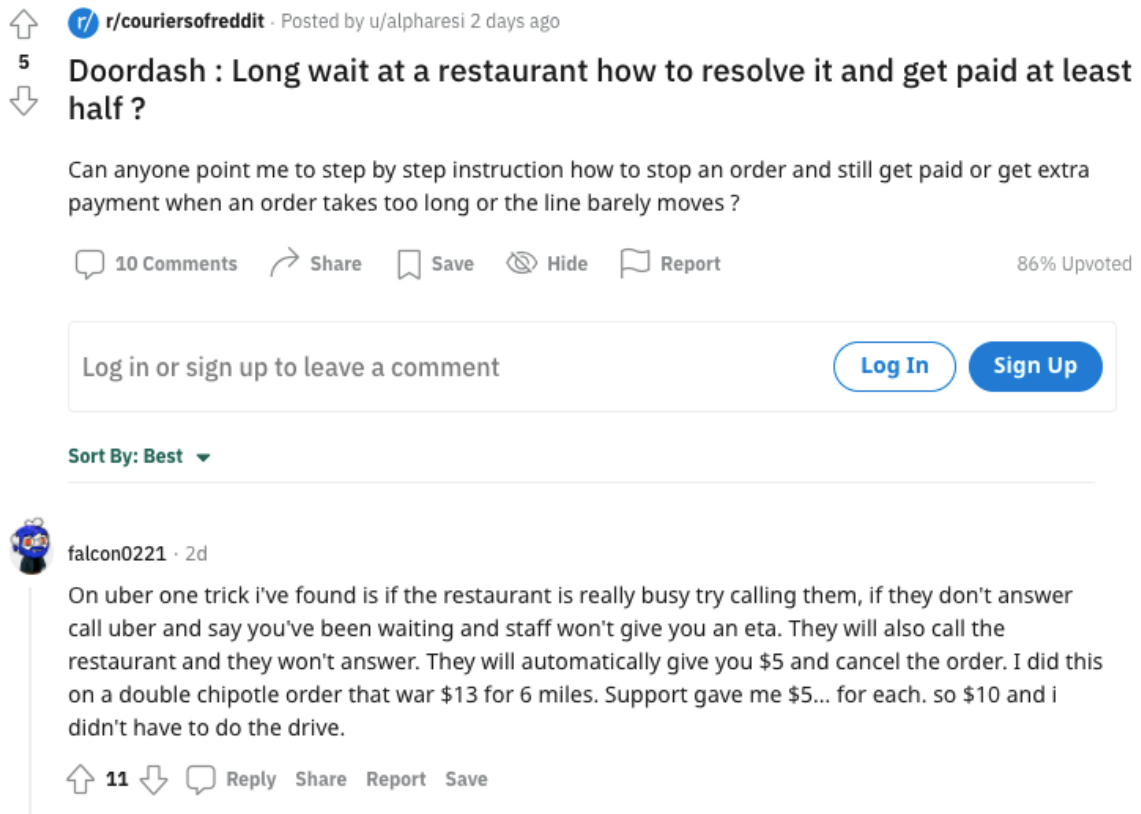 r/couriersofreddit · Posted by u/alpharesi 2 days ago
5
Doordash : Long wait at a restaurant how to resolve it and get paid at least
half ?
Can anyone point me to step by step instruction how to stop an order and still get paid or get extra
payment when an order takes too long or the line barely moves ?
10 Comments Share Save Hide Report 86% Upvoted
Log in or sign up to leave a comment Log In Sign Up
Sort By: Best
falcon0221 · 2d
On uber one trick i've found is if the restaurant is really busy try calling them, if they don't answer
call uber and say you've been waiting and staff won't give you an eta. They will also call the
restaurant and they won't answer. They will automatically give you $5 and cancel the order. I did this
on a double chipotle order that war $13 for 6 miles. Support gave me $5... for each. so $10 and i
didn't have to do the drive.
11 Reply Share Report Save